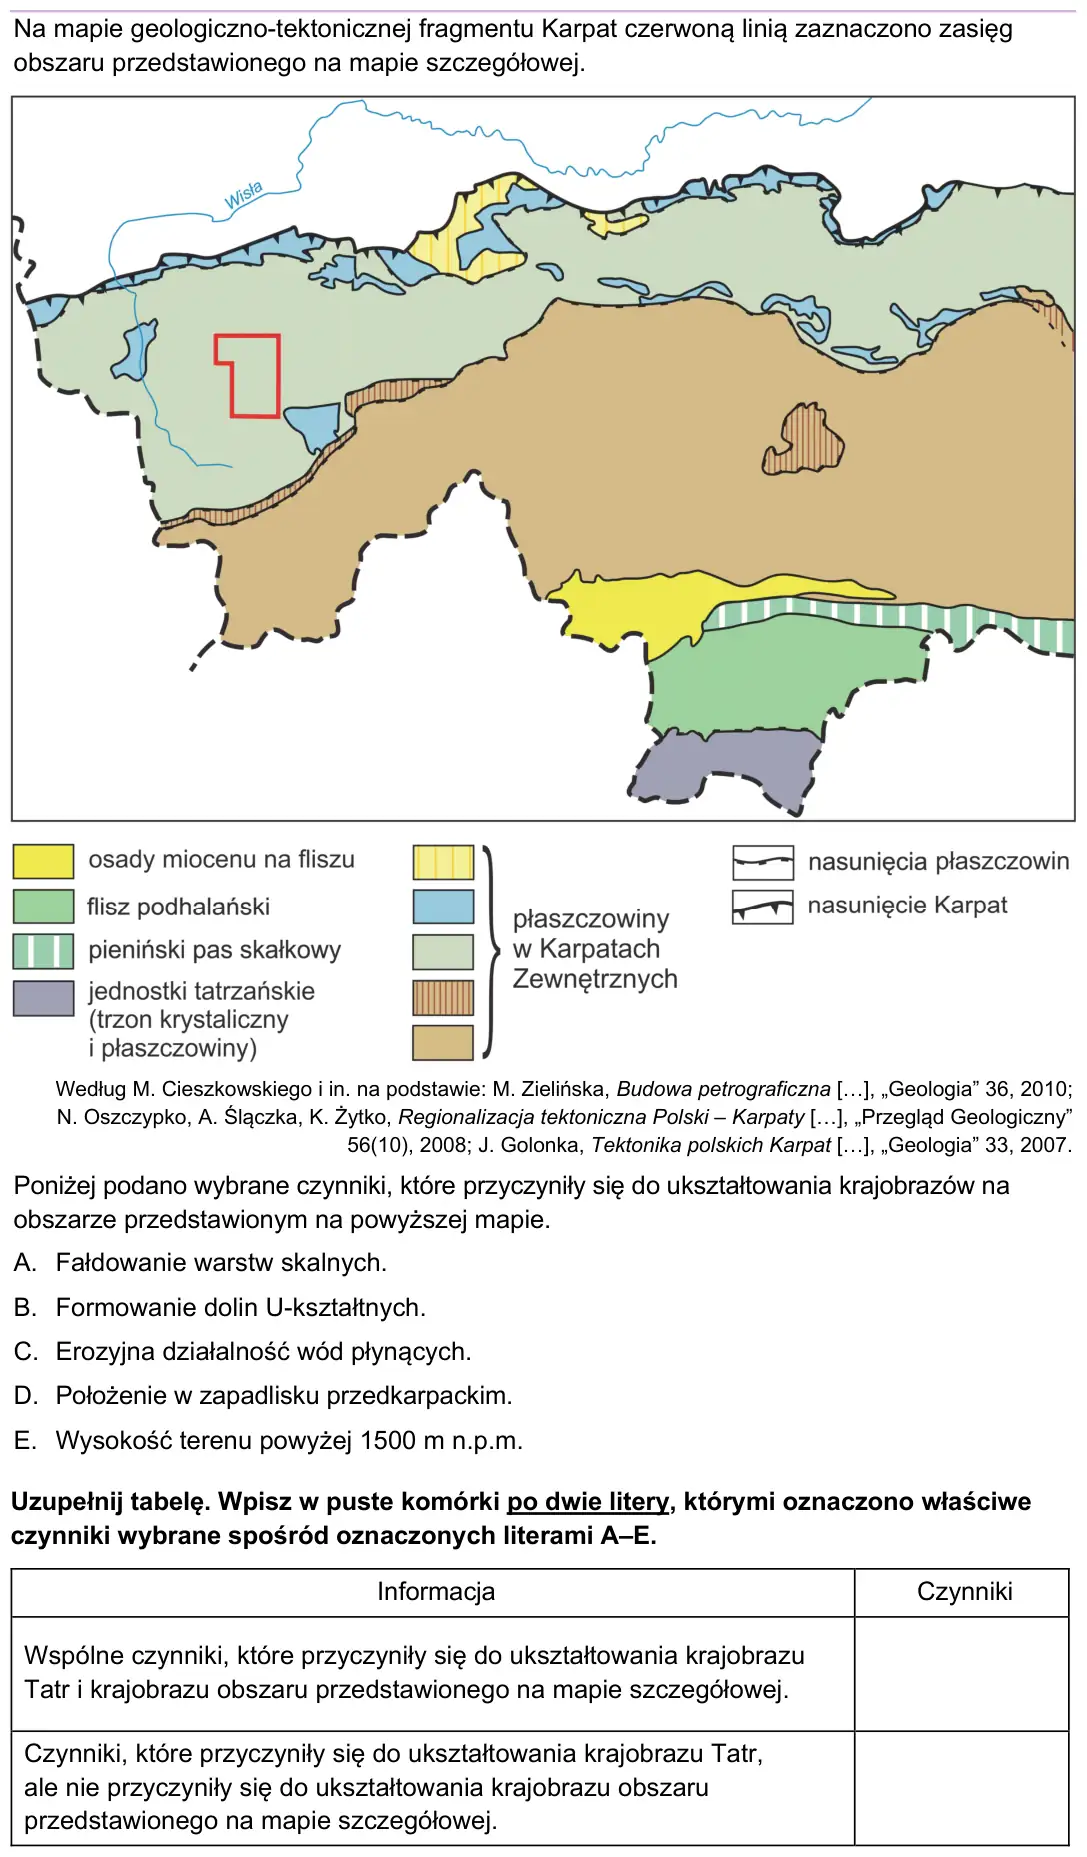 Na mapie geologiczno-tektonicznej fragmentu Karpat czerwoną linią zaznaczono zasięg
obszaru przedstawionego na mapie szczegółowej.
Wisła
osady miocenu na fliszu
flisz podhalański
pieniński pas skałkowy
jednostki tatrzańskie
(trzon krystaliczny
i płaszczowiny)
płaszczowiny
w Karpatach
Zewnętrznych
nasunięcia płaszczowin
nasunięcie Karpat
Według M. Cieszkowskiego i in. na podstawie: M. Zielińska, Budowa petrograficzna […], „Geologia” 36, 2010;
N. Oszczypko, A. Ślączka, K. Żytko, Regionalizacja tektoniczna Polski – Karpaty […], „Przegląd Geologiczny”
56(10), 2008; J. Golonka, Tektonika polskich Karpat […], „Geologia” 33, 2007.
Poniżej podano wybrane czynniki, które przyczyniły się do ukształtowania krajobrazów na
obszarze przedstawionym na powyższej mapie.
A. Fałdowanie warstw skalnych.
B. Formowanie dolin U-kształtnych.
C. Erozyjna działalność wód płynących.
D. Położenie w zapadlisku przedkarpackim.
E. Wysokość terenu powyżej 1500 m n.p.m.
Uzupełnij tabelę. Wpisz w puste komórki po dwie litery, którymi oznaczono właściwe
czynniki wybrane spośród oznaczonych literami A–E.
Informacja
Czynniki
Wspólne czynniki, które przyczyniły się do ukształtowania krajobrazu
Tatr i krajobrazu obszaru przedstawionego na mapie szczegółowej.
Czynniki, które przyczyniły się do ukształtowania krajobrazu Tatr,
ale nie przyczyniły się do ukształtowania krajobrazu obszaru
przedstawionego na mapie szczegółowej.